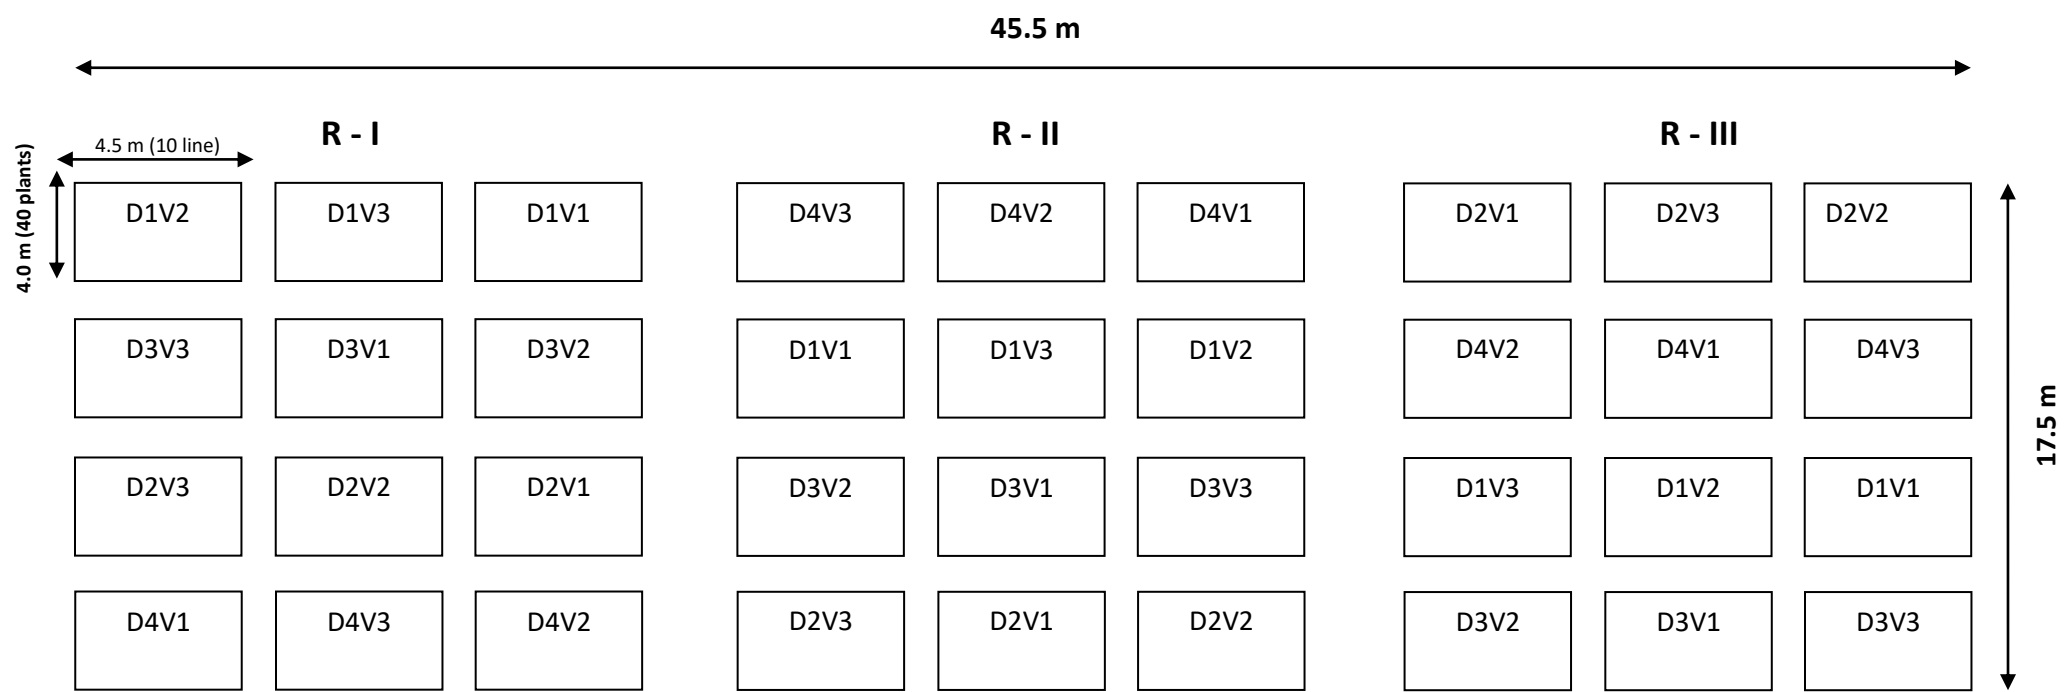 45.5 m
R - I
R - II
R - III
4.5 m (10 line)
4.0 m (40 plants)
D1V2 D1V3 D1V1 D4V3 D4V2 D4V1 D2V1 D2V3 D2V2
D3V3 D3V1 D3V2 D1V1 D1V3 D1V2 D4V2 D4V1 D4V3
17.5 m
D2V3 D2V2 D2V1 D3V2 D3V1 D3V3 D1V3 D1V2 D1V1
D4V1 D4V3 D4V2 D2V3 D2V1 D2V2 D3V2 D3V1 D3V3